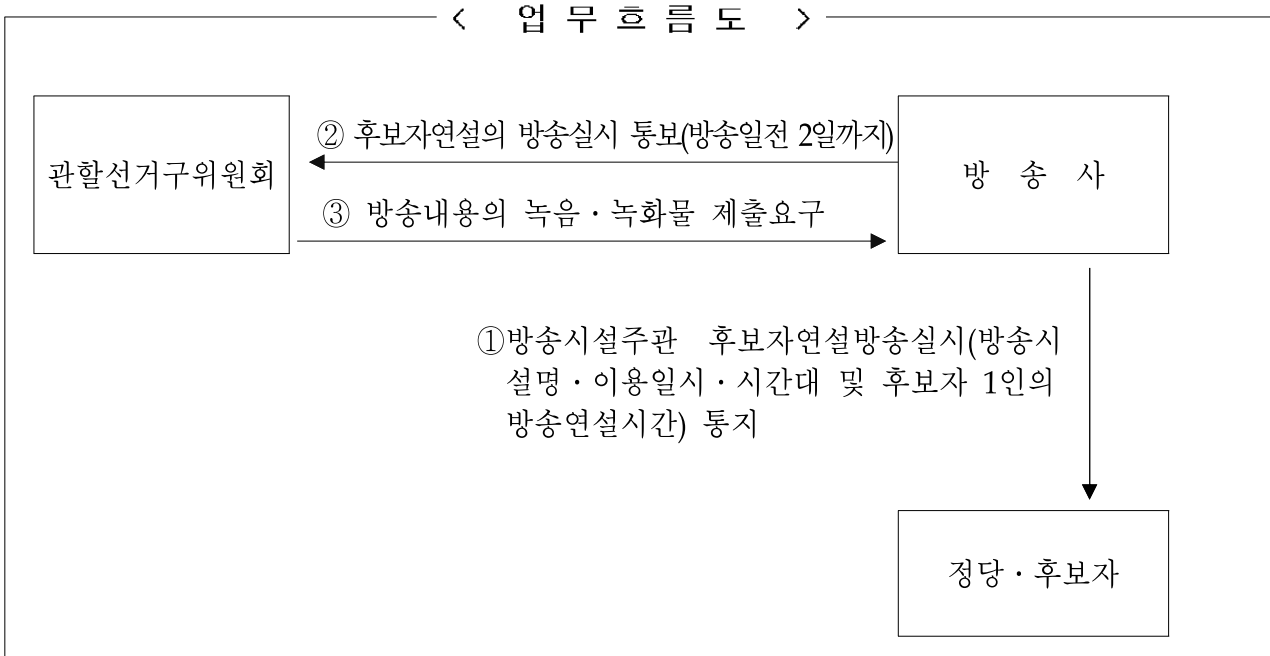 < 업 무 흐 름 도 >
② 후보자연설의 방송실시 통보(방송일전 2일까지)
관할선거구위원회
방 송 사
③ 방송내용의 녹음·녹화물 제출요구
①방송시설주관 후보자연설방송실시(방송시
설명·이용일시·시간대 및 후보자 1인의
방송연설시간) 통지
정당·후보자